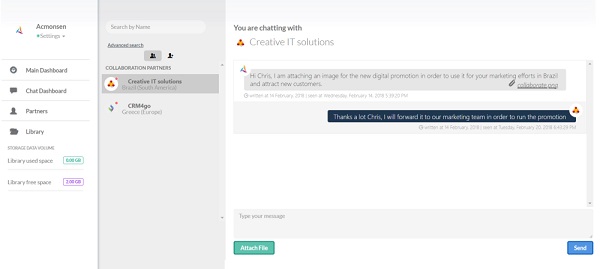 Acmonsen
Settings
Main Dashboard
Chat Dashboard
Partners
Library
STORAGE DATA VOLUME
Library used space 0.00 GB
Library free space 2.00 GB
Search by Name
Advanced search
COLLABORATION PARTNERS
Creative IT solutions
Brazil (South America)
CRM4go
Greece (Europe)
You are chatting with
Creative IT solutions
Hi Chris, I am attaching an image for the new digital promotion in order to use it for your marketing efforts in Brazil
and attract new customers.
collaborate.png
written at 14 February, 2018 | seen at Wednesday, February 14, 2018 5:39:20 PM
Thanks a lot Chris, I will forward it to our marketing team in order to run the promotion
written at 14 February, 2018 | seen at Tuesday, February 20, 2018 6:46:29 PM
Type your message
Attach File
Send